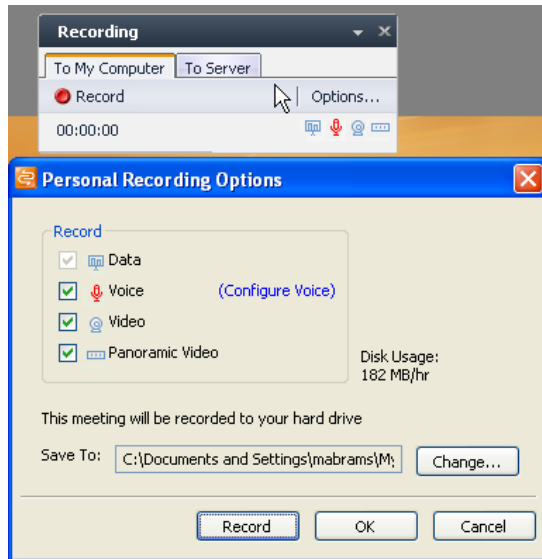 Recording
To My Computer To Server
Record Options...
00:00:00
Personal Recording Options
Record
Data
Voice (Configure Voice)
Video
Panoramic Video
Disk Usage:
182 MB/hr
This meeting will be recorded to your hard drive
Save To: C:\Documents and Settings\mabrams\My Change...
Record OK Cancel